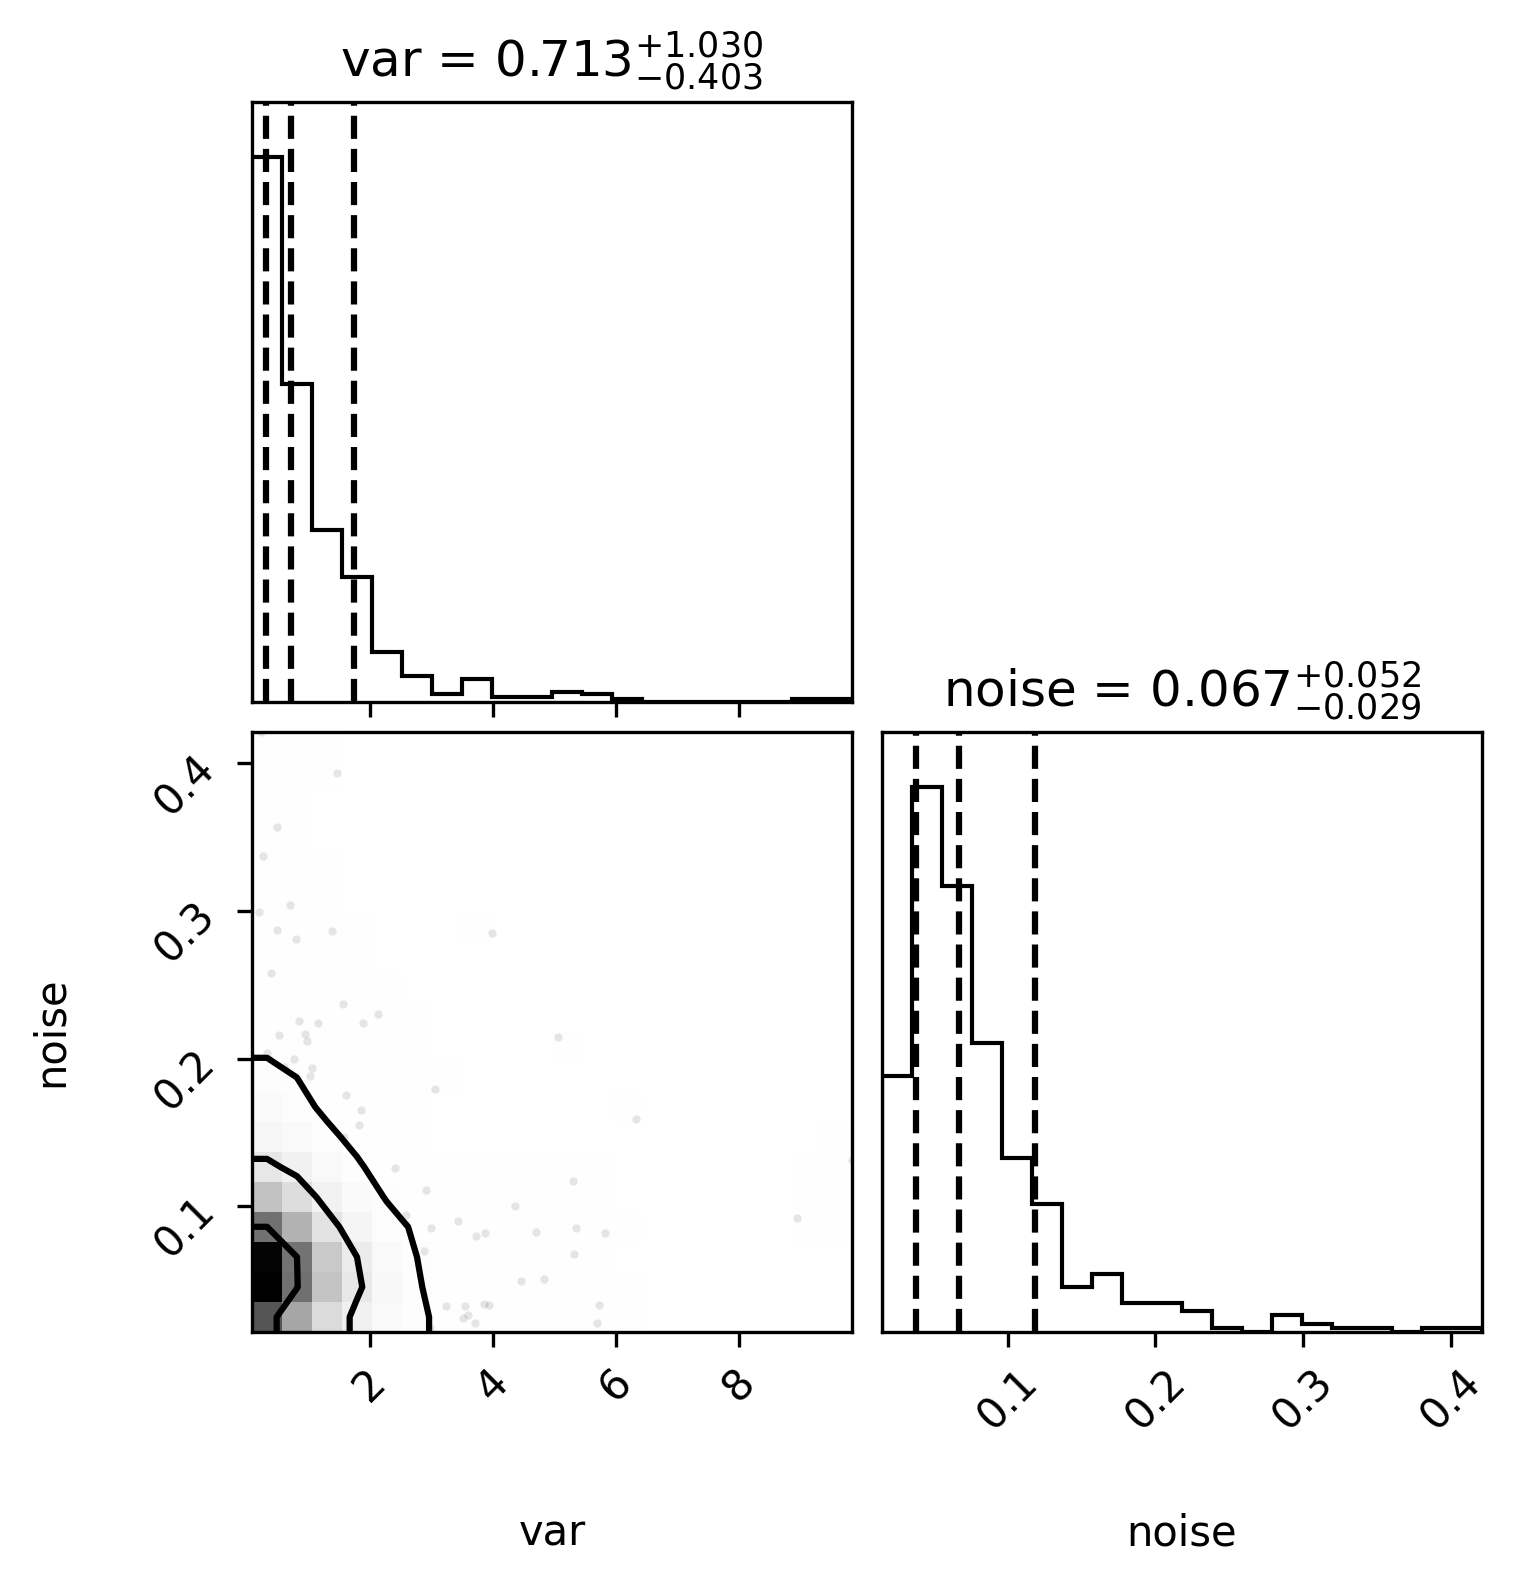 var = 0.713^{+1.030}_{−0.403}
noise = 0.067^{+0.052}_{−0.029}
0.4
0.3
0.2
0.1
noise
2 4 6 8
0.1 0.2 0.3 0.4
var
noise